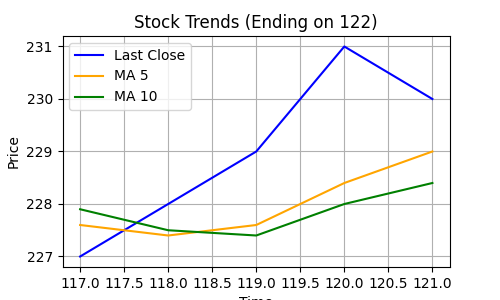 Stock Trends (Ending on 122)
Last Close
MA 5
MA 10
231
230
229
228
227
Price
117.0 117.5 118.0 118.5 119.0 119.5 120.0 120.5 121.0
Time